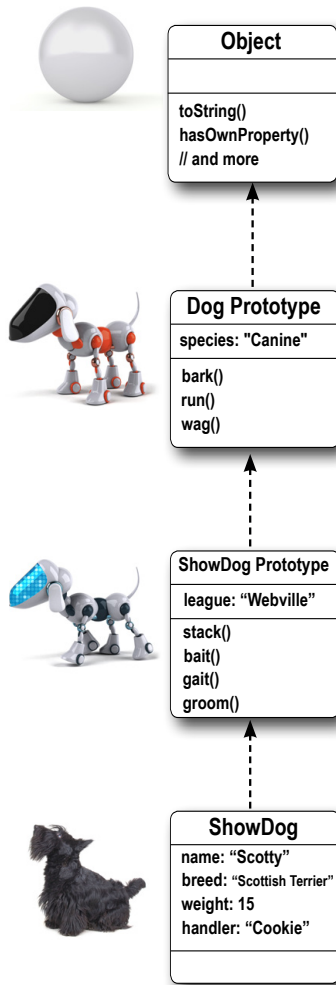 Object
toString()
hasOwnProperty()
// and more
Dog Prototype
species: "Canine"
bark()
run()
wag()
ShowDog Prototype
league: “Webville”
stack()
bait()
gait()
groom()
ShowDog
name: “Scotty”
breed: “Scottish Terrier”
weight: 15
handler: “Cookie”